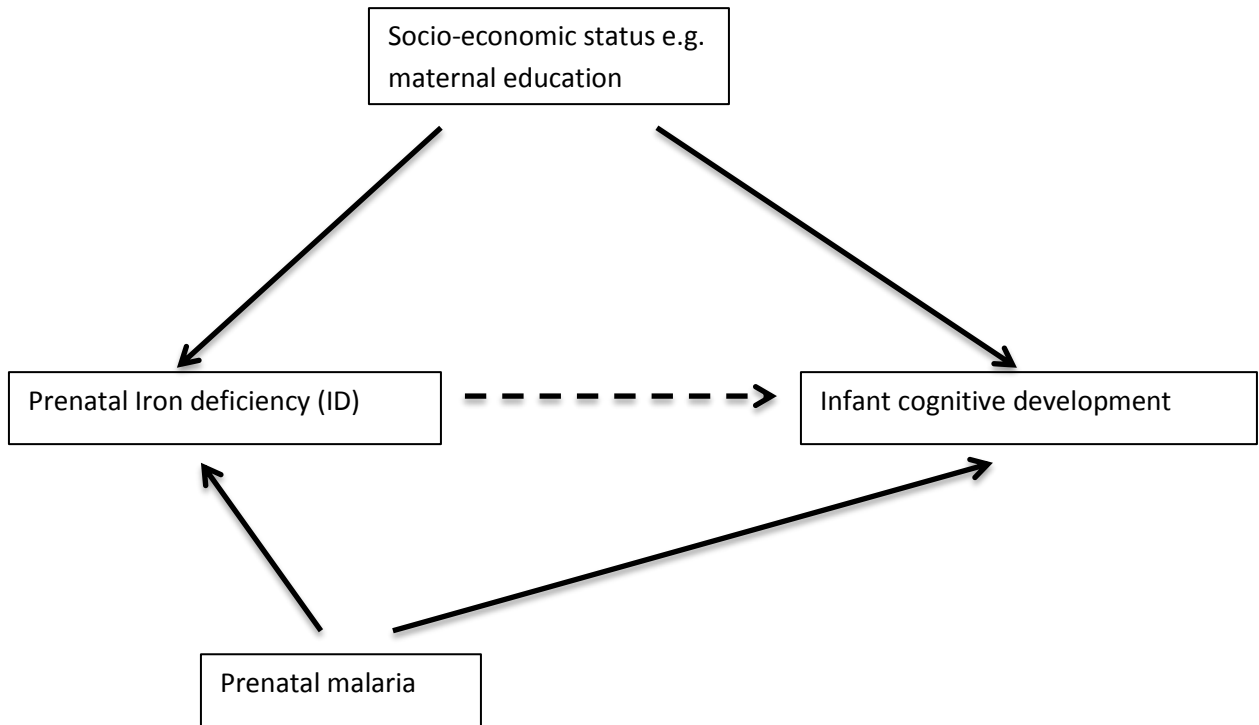 Socio-economic status e.g.
maternal education
Prenatal Iron deficiency (ID)
Infant cognitive development
Prenatal malaria